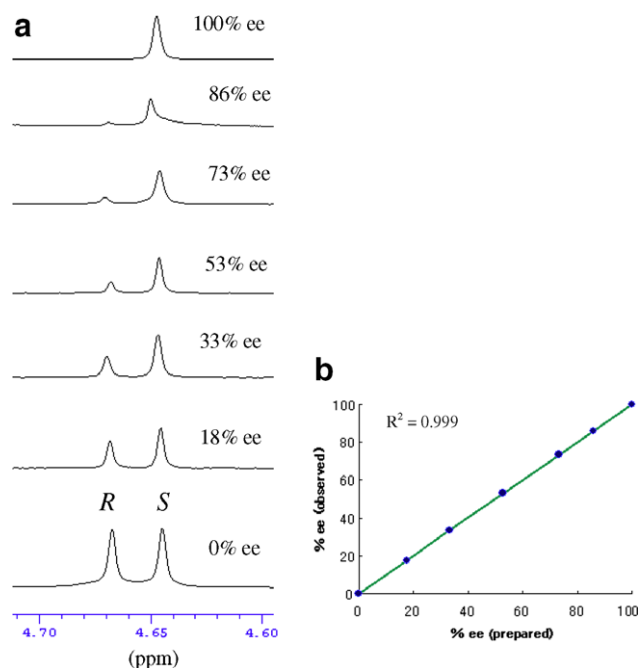 a
100% ee
86% ee
73% ee
53% ee
33% ee
18% ee
R S
0% ee
4.70 4.65 4.60
(ppm)
b
100
80
60
40
20
0
R² = 0.999
% ee (observed)
0 20 40 60 80 100
% ee (prepared)